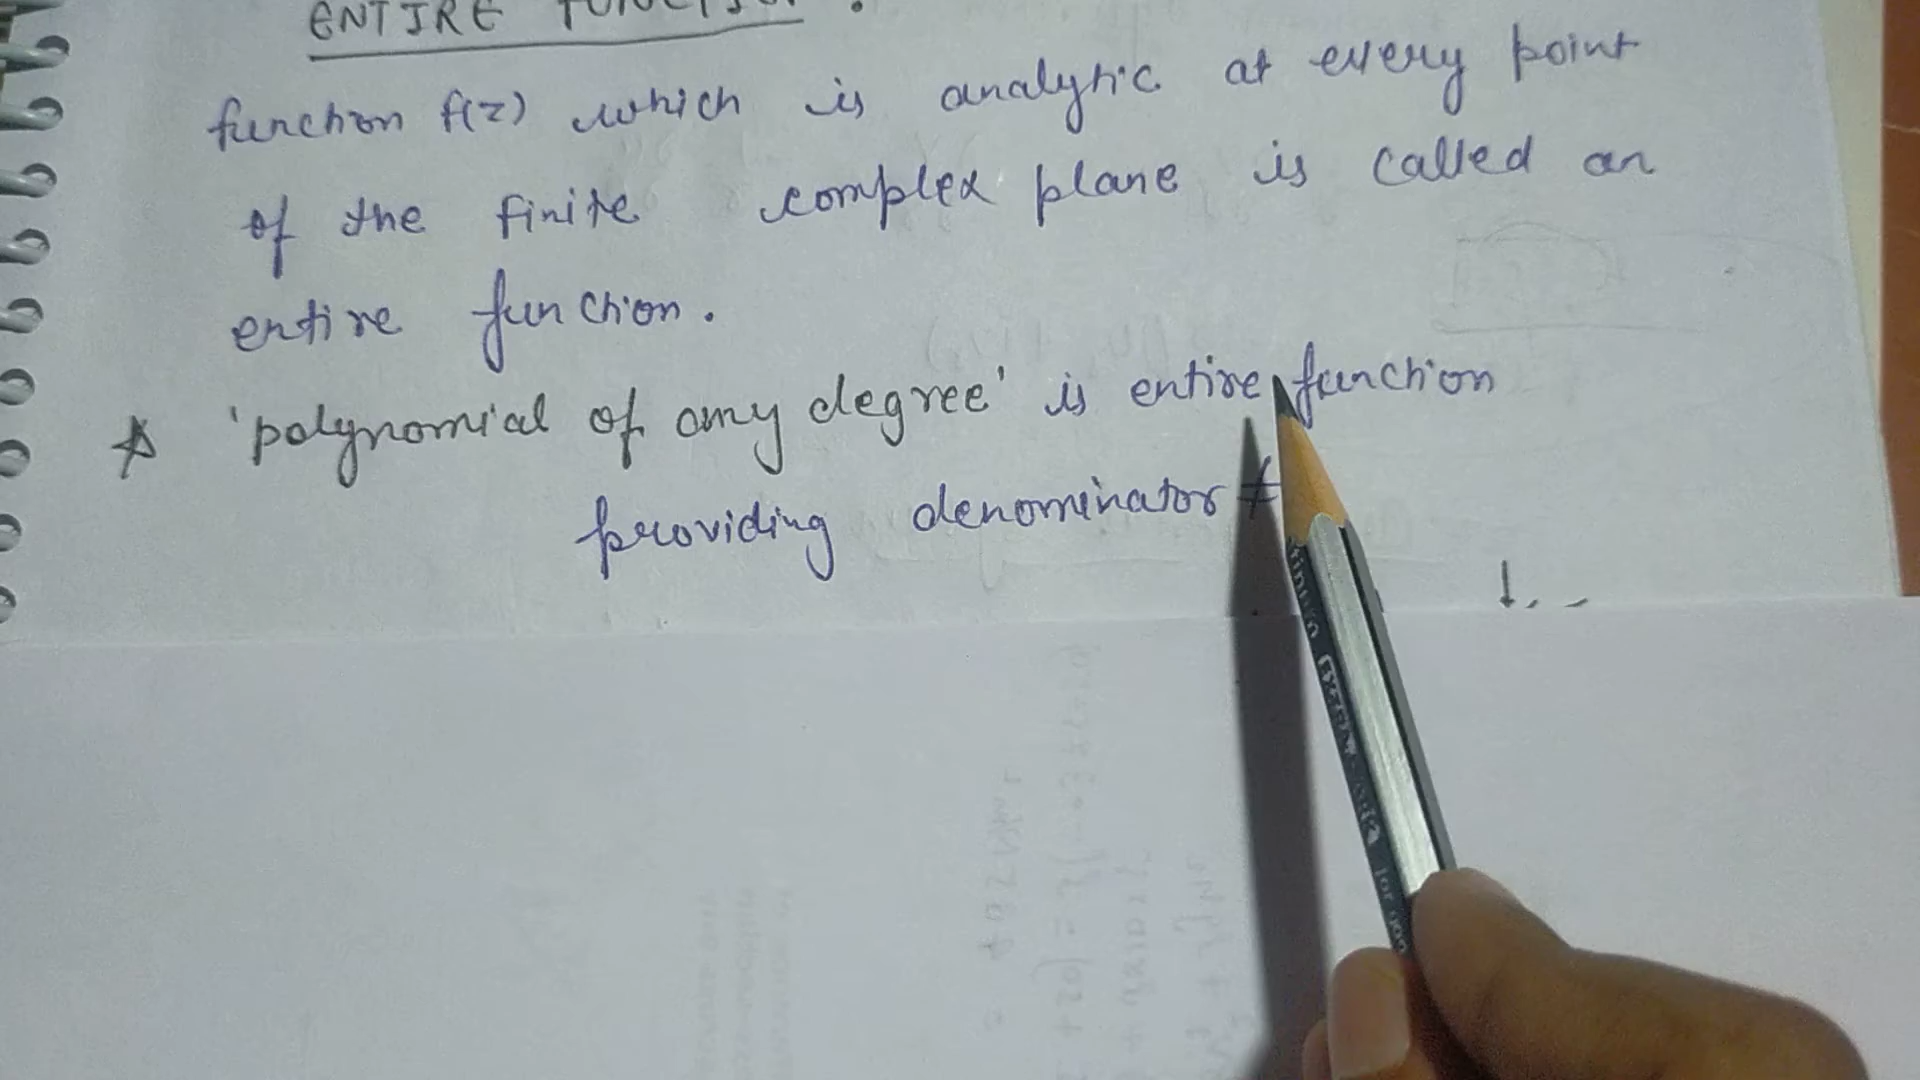 ENTIRE FUNCTION :
function f(z) which is analytic at every point
of the finite complex plane is called an
entire function.
☆ 'polynomial of any degree' is entire function
providing denominator ≠